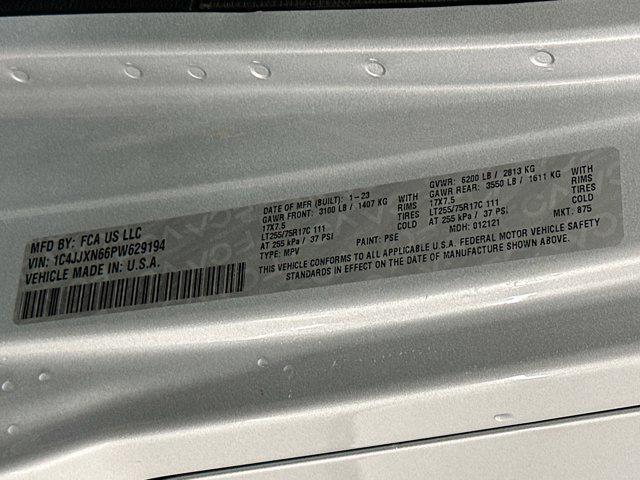 MFD BY: FCA US LLC
VIN: 1C4JJXN66PW629194
VEHICLE MADE IN: U.S.A.
DATE OF MFR (BUILT): 1-23
GAWR FRONT: 3100 LB / 1407 KG WITH
17X7.5 RIMS
LT255/75R17C 111 TIRES
AT 255 kPa / 37 PSI COLD
TYPE: MPV PAINT: PSE
GVWR: 6200 LB / 2813 KG
GAWR REAR: 3550 LB / 1611 KG WITH
17X7.5 RIMS
LT255/75R17C 111 TIRES
AT 255 kPa / 37 PSI COLD
MDH: 012121 MKT: 875
THIS VEHICLE CONFORMS TO ALL APPLICABLE U.S.A. FEDERAL MOTOR VEHICLE SAFETY
STANDARDS IN EFFECT ON THE DATE OF MANUFACTURE SHOWN ABOVE.